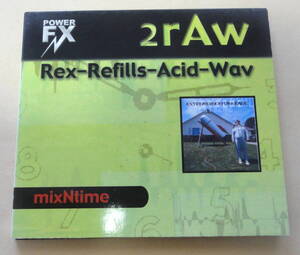 POWER
FX
2rAw
Rex-Refills-Acid-Wav
mixNtime